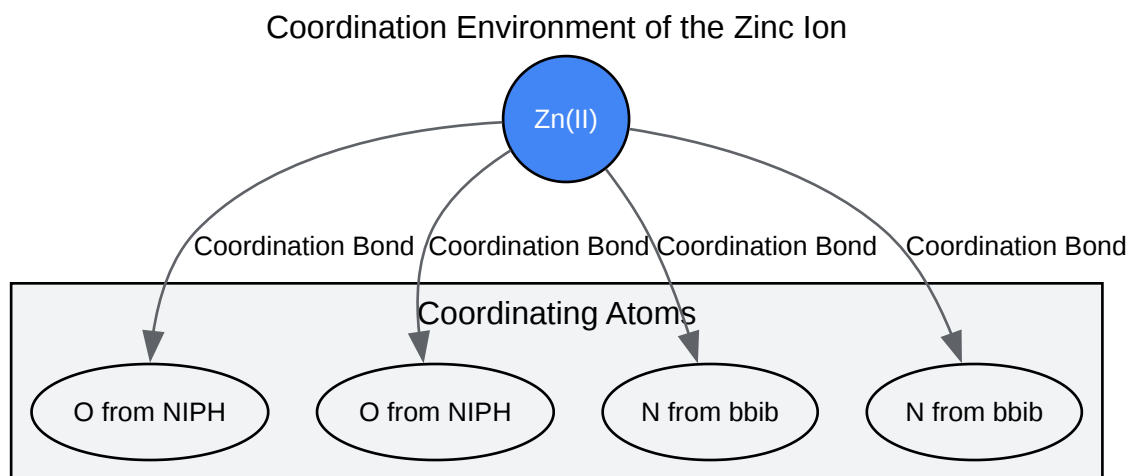 Coordination Environment of the Zinc Ion
Zn(II)
Coordination Bond
Coordination Bond
Coordination Bond
Coordination Bond
Coordinating Atoms
O from NIPH
O from NIPH
N from bbib
N from bbib